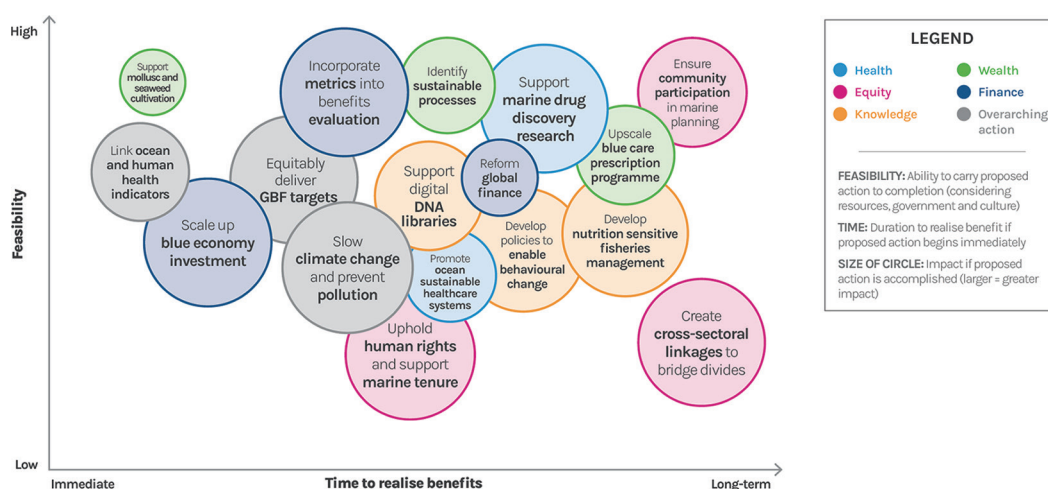 High
Feasibility
Low
Immediate
Time to realise benefits
Long-term
Support
mollusc and
seaweed
cultivation
Link ocean
and human
health
indicators
Scale up
blue economy
investment
Equitably
deliver
GBF targets
Incorporate
metrics into
benefits
evaluation
Slow
climate change
and prevent
pollution
Identify
sustainable
processes
Support
digital
DNA
libraries
Reform
global
finance
Support
marine drug
discovery
research
Promote
ocean
sustainable
healthcare
systems
Develop
policies to
enable
behavioural
change
Uphold
human rights
and support
marine tenure
Upscale
blue care
prescription
programme
Develop
nutrition sensitive
fisheries
management
Ensure
community
participation
in marine
planning
Create
cross-sectoral
linkages to
bridge divides
LEGEND
Health
Equity
Knowledge
Wealth
Finance
Overarching
action
FEASIBILITY: Ability to carry proposed
action to completion (considering
resources, government and culture)
TIME: Duration to realise benefit if
proposed action begins immediately
SIZE OF CIRCLE: Impact if proposed
action is accomplished (larger = greater
impact)